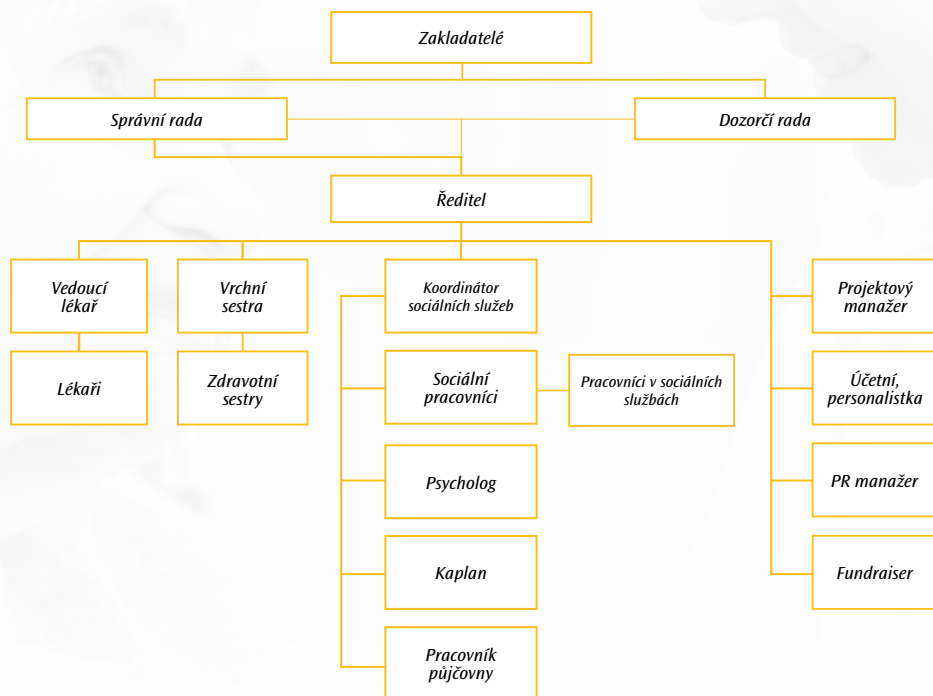 Zakladatelé
Správní rada
Dozorčí rada
Ředitel
Vedoucí
lékař
Vrchní
sestra
Koordinátor
sociálních služeb
Projektový
manažer
Lékaři
Zdravotní
sestry
Sociální
pracovníci
Pracovníci v sociálních
službách
Účetní,
personalistka
Psycholog
PR manažer
Kaplan
Fundraiser
Pracovník
půjčovny